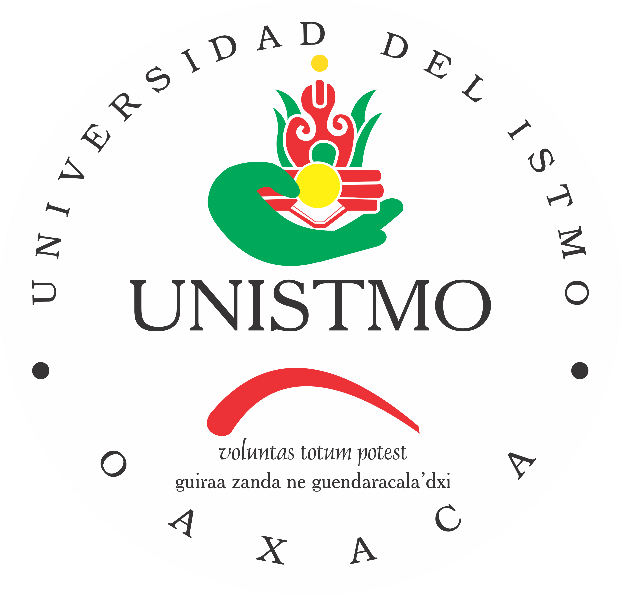 UNIVERSIDAD DEL ISTMO
UNISTMO
voluntas totum potest
guiraa zanda ne guendaracala'dxi
OAXACA